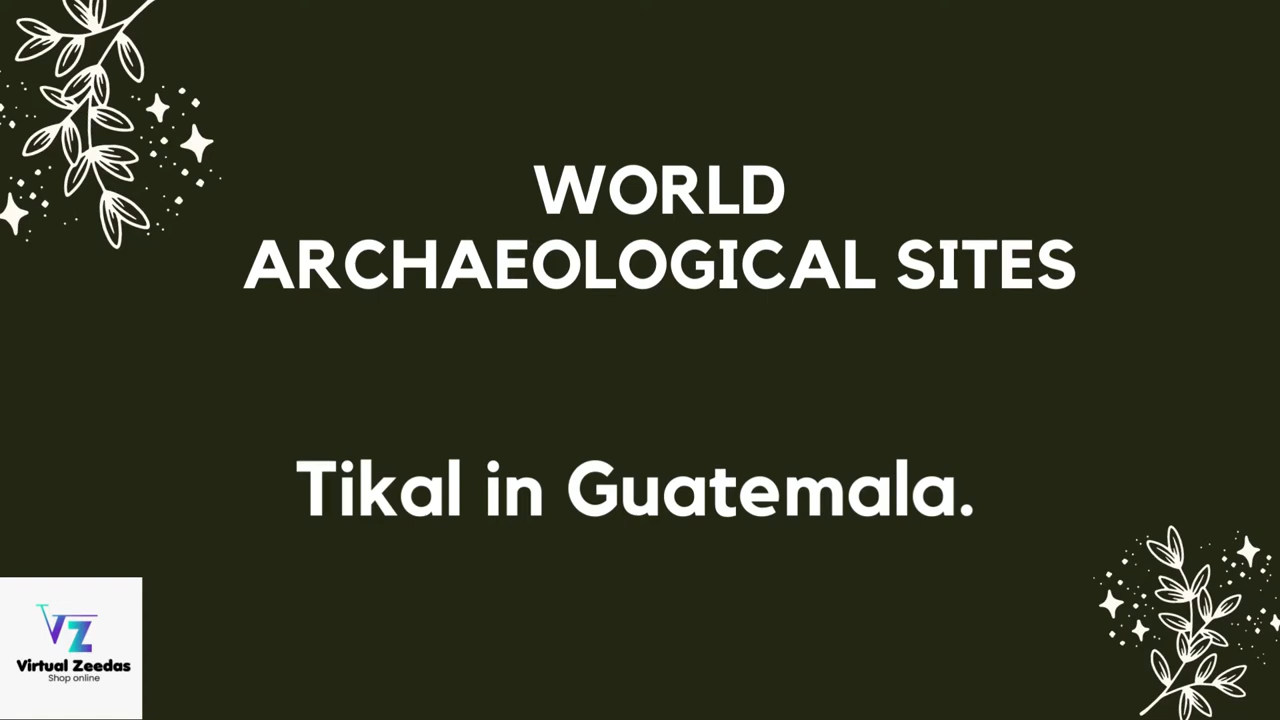 WORLD
ARCHAEOLOGICAL SITES
Tikal in Guatemala.
VZ
Virtual Zeedas
Shop online